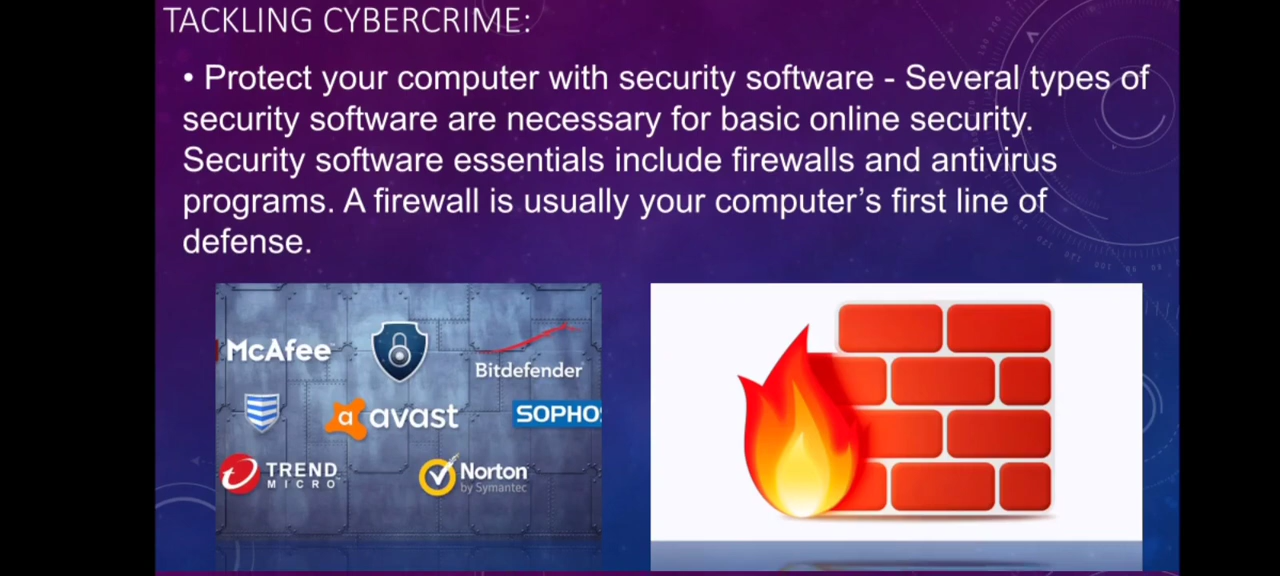 TACKLING CYBERCRIME:
• Protect your computer with security software - Several types of
security software are necessary for basic online security.
Security software essentials include firewalls and antivirus
programs. A firewall is usually your computer’s first line of
defense.
McAfee
Bitdefender
a avast
SOPHOS
TREND
MICRO
Norton
by Symantec